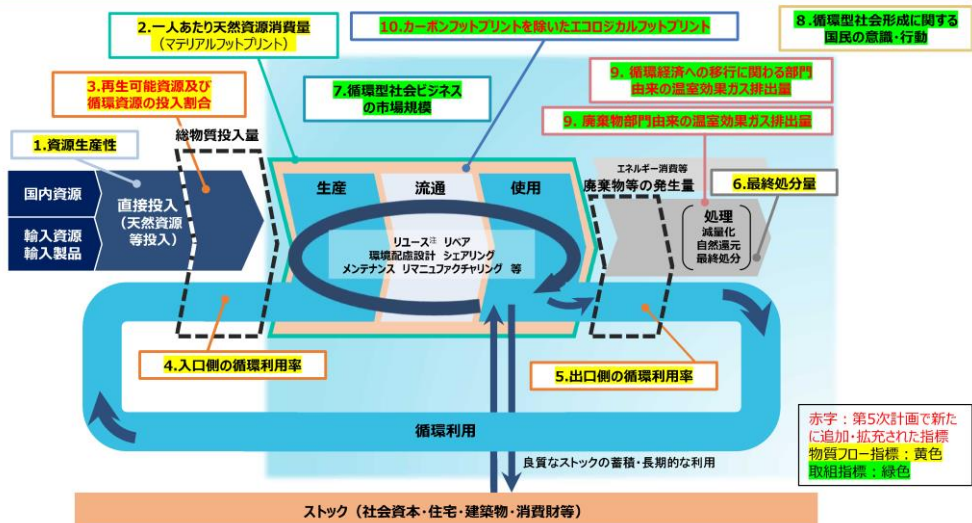 2.一人あたり天然資源消費量
(マテリアルフットプリント)
10.カーボンフットプリントを除いたエコロジカルフットプリント
8.循環型社会形成に関する
国民の意識・行動
3.再生可能資源及び
循環資源の投入割合
7.循環型社会ビジネス
の市場規模
9. 循環経済への移行に関わる部門
由来の温室効果ガス排出量
9. 廃棄物部門由来の温室効果ガス排出量
1.資源生産性
総物質投入量
エネルギー消費等
廃棄物等の発生量
6.最終処分量
国内資源
輸入資源
輸入製品
直接投入
(天然資源
等投入)
生産
流通
使用
処理
減量化
自然還元
最終処分
リユース注 リペア
環境配慮設計 シェアリング
メンテナンス リマニュファクチャリング 等
4.入口側の循環利用率
5.出口側の循環利用率
循環利用
赤字:第5次計画で新た
に追加・拡充された指標
物質フロー指標:黄色
取組指標:緑色
良質なストックの蓄積・長期的な利用
ストック(社会資本・住宅・建築物・消費財等)